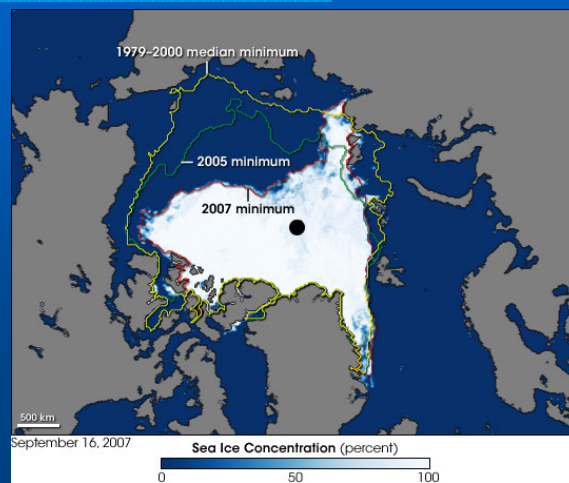 1979–2000 median minimum
2005 minimum
2007 minimum
500 km
September 16, 2007
Sea Ice Concentration (percent)
0 50 100